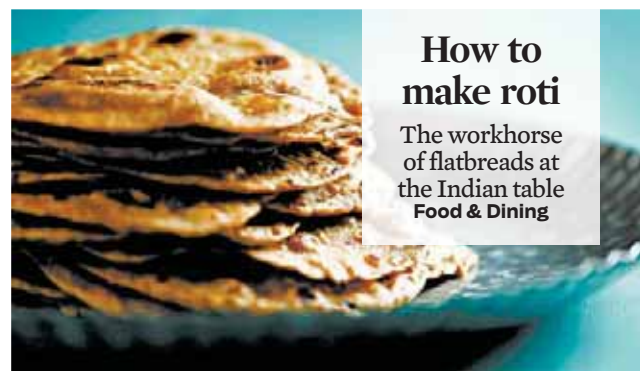 How to
make roti
The workhorse
of flatbreads at
the Indian table
Food & Dining